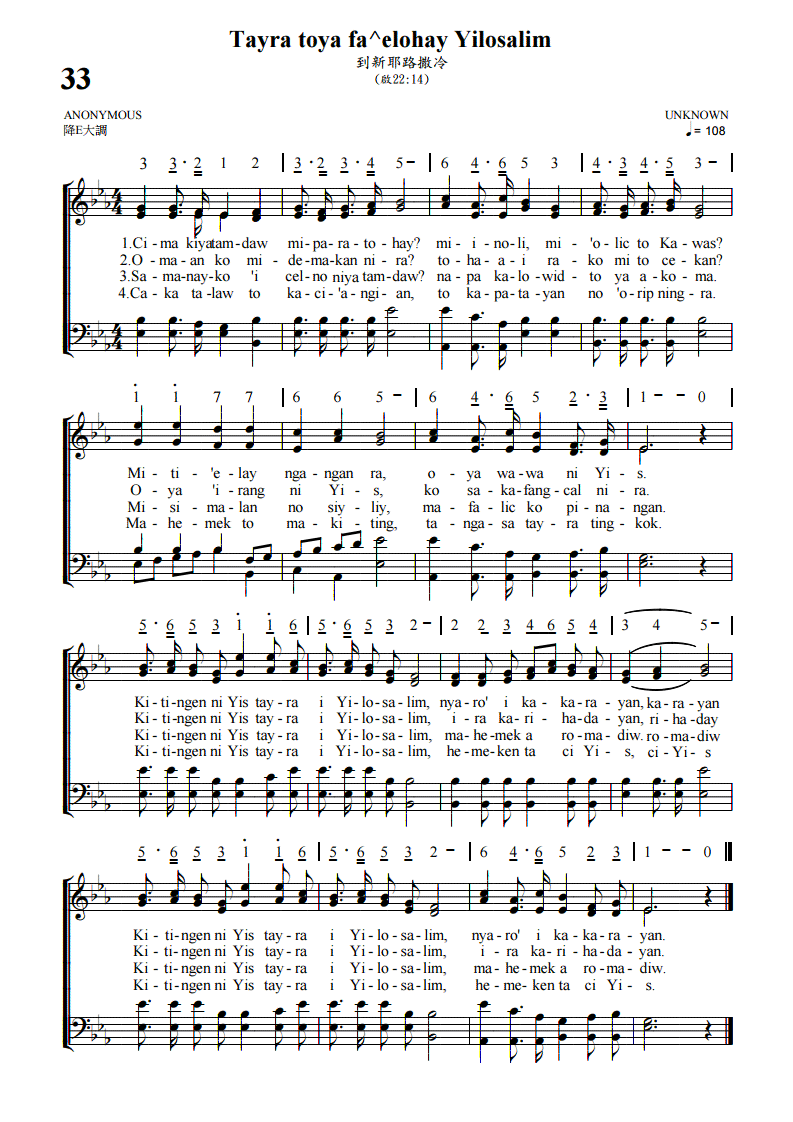 Tayra toya fa^elohay Yilosalim
到新耶路撒冷
(啟22:14)
33
ANONYMOUS
UNKNOWN
降E大調
♩= 108
3 3·2 1 2 | 3·2 3·4 5– | 6 4·6 5 3 | 4·3 4·5 3– |
1.Ci-ma kiya tam-daw mi-pa-ra-to-hay? mi-i-no-li, mi-'o-lic to Ka-was?
2.O-ma-an ko mi-de-ma-kan ni-ra? to-ha-a-i ra-ko mi to ce-kan?
3.Sa-ma-nay-ko 'i cel-no niya tam-daw? na-pa ka-lo-wid-to ya a-ko-ma.
4.Ca-ka ta-law to ka-ci-'a-ngi-an, to ka-pa-ta-yan no 'o-rip ning-ra.
1 1 7 7 | 6 6 5– | 6 4·6 5 2·3 | 1– –0 |
Mi-ti-'e-lay nga-ngan ra, o-ya wa-wa ni Yis.
O-ya 'i-rang ni Yi-s, ko sa-ka-fang-cal ni-ra.
Mi-si-ma-lan no si-yliy, ma-fa-lic ko pi-na-ngan.
Ma-he-mek to ma-ki-ting, ta-nga-sa tay-ra ting-kok.
5·6 5 3 1·1 6 | 5·6 5 3 2– | 2 2 3 4 6 5 4 | 3 4 5– |
Ki-ti-ngen ni Yis tay-ra i Yi-lo-sa-lim, nya-ro' i ka-ka-ra-yan, ka-ra-yan
Ki-ti-ngen ni Yis tay-ra i Yi-lo-sa-lim, i-ra ka-ri-ha-da-yan, ri-ha-day
Ki-ti-ngen ni Yis tay-ra i Yi-lo-sa-lim, ma-he-mek a ro-ma-diw. ro-ma-diw
Ki-ti-ngen ni Yis tay-ra i Yi-lo-sa-lim, he-me-ken ta ci Yi-s, ci-Yi-s
5·6 5 3 1·1 6 | 5·6 5 3 2– | 6 4·6 5 2 3 | 1– –0 ||
Ki-ti-ngen ni Yis tay-ra i Yi-lo-sa-lim, nya-ro' i ka-ka-ra-yan.
Ki-ti-ngen ni Yis tay-ra i Yi-lo-sa-lim, i-ra ka-ri-ha-da-yan.
Ki-ti-ngen ni Yis tay-ra i Yi-lo-sa-lim, ma-he-mek a ro-ma-diw.
Ki-ti-ngen ni Yis tay-ra i Yi-lo-sa-lim, he-me-ken ta ci Yi-s.